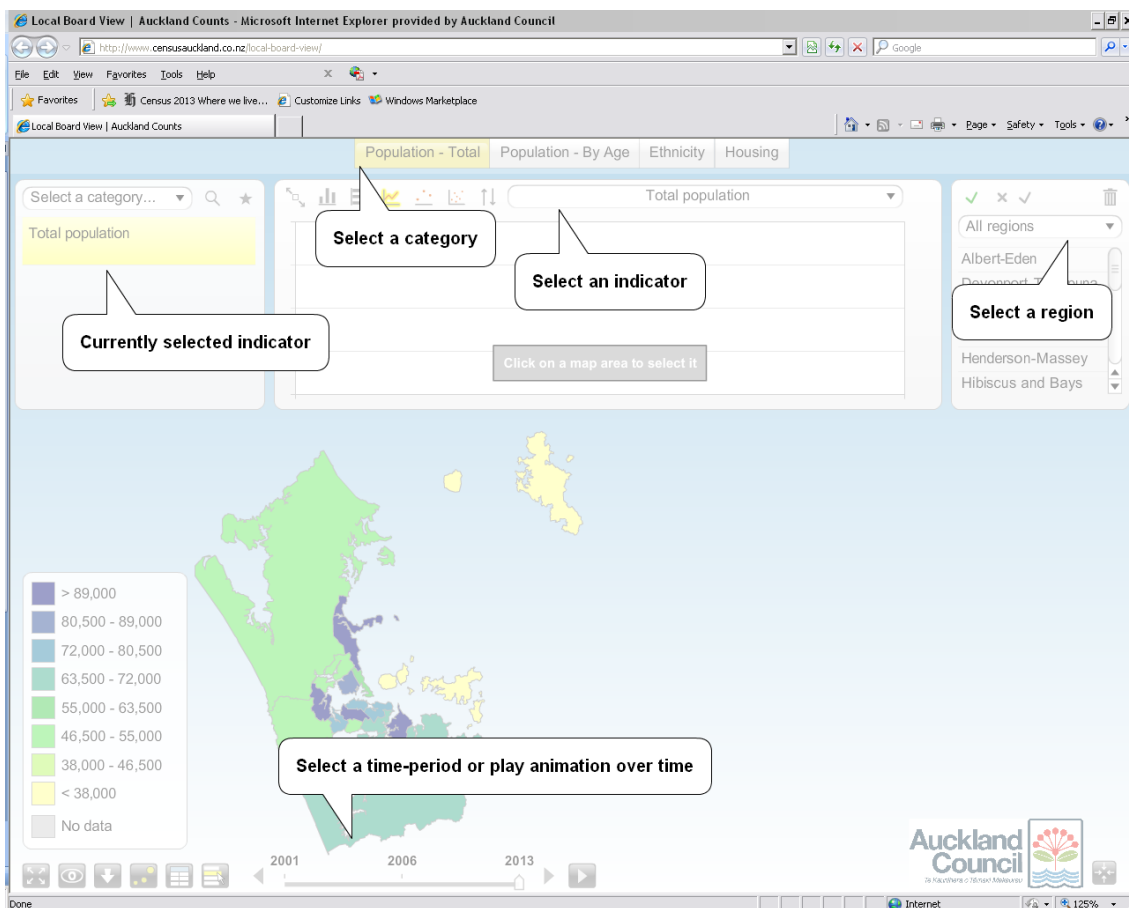 Local Board View | Auckland Counts - Microsoft Internet Explorer provided by Auckland Council
http://www.censusauckland.co.nz/local-board-view/
Google
File Edit View Favorites Tools Help
Favorites Census 2013 Where we live... Customize Links Windows Marketplace
Local Board View | Auckland Counts
Page Safety Tools
Population - Total Population - By Age Ethnicity Housing
Select a category...
Total population
Total population
All regions
Albert-Eden
Henderson-Massey
Hibiscus and Bays
Select a category
Select an indicator
Select a region
Currently selected indicator
Click on a map area to select it
> 89,000
80,500 - 89,000
72,000 - 80,500
63,500 - 72,000
55,000 - 63,500
46,500 - 55,000
38,000 - 46,500
< 38,000
No data
Select a time-period or play animation over time
2001 2006 2013
Auckland
Council
Done Internet 125%